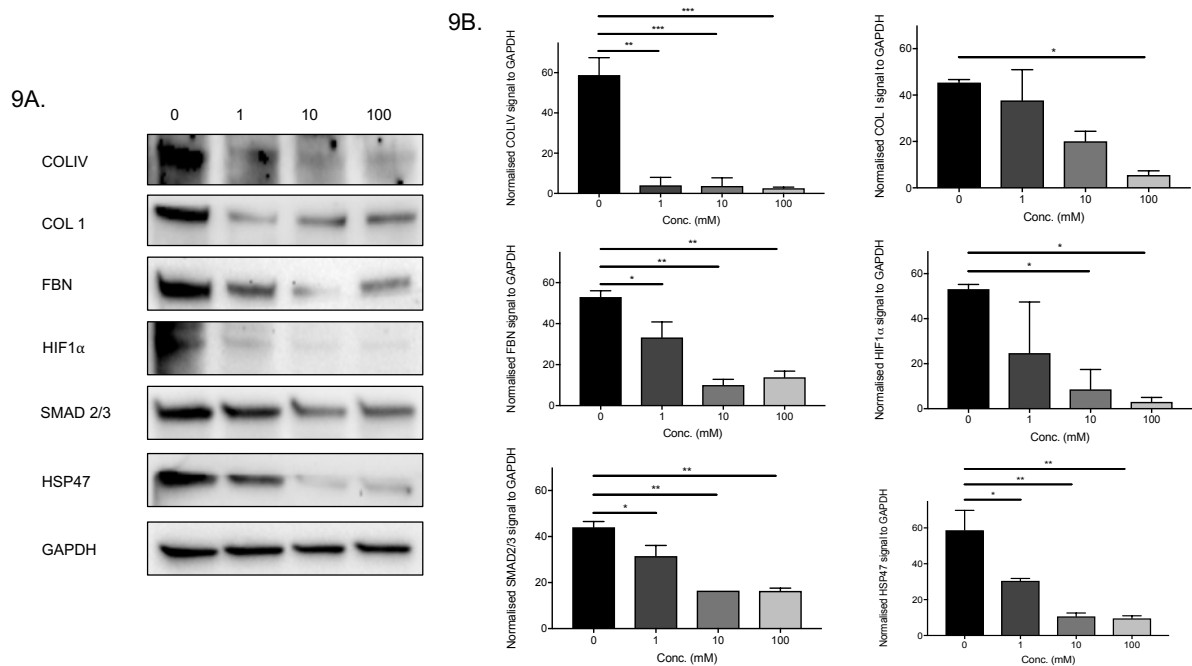 9A.
0 1 10 100
COLIV
COL 1
FBN
HIF1α
SMAD 2/3
HSP47
GAPDH
9B.
Normalised COLIV signal to GAPDH
60
40
20
0
***
***
**
0 1 10 100
Conc. (mM)
Normalised COL I signal to GAPDH
60
40
20
0
*
0 1 10 100
Conc. (mM)
Normalised FBN signal to GAPDH
60
40
20
0
**
**
*
0 1 10 100
Conc. (mM)
Normalised HIF1α signal to GAPDH
60
40
20
0
*
*
0 1 10 100
Conc. (mM)
Normalised SMAD2/3 signal to GAPDH
60
40
20
0
**
**
*
0 1 10 100
Conc. (mM)
Normalised HSP47 signal to GAPDH
60
40
20
0
**
**
*
0 1 10 100
Conc. (mM)